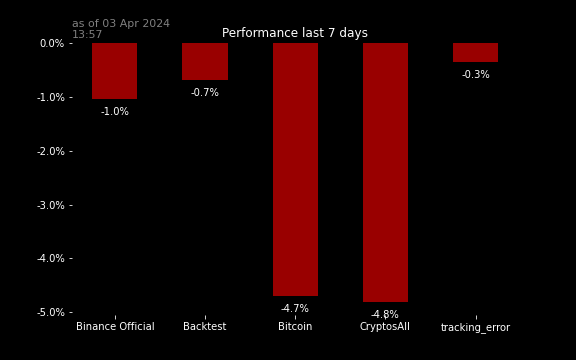 as of 03 Apr 2024
13:57
Performance last 7 days
0.0%
-1.0%
-2.0%
-3.0%
-4.0%
-5.0%
-1.0%
-0.7%
-4.7%
-4.8%
-0.3%
Binance Official
Backtest
Bitcoin
CryptosAll
tracking_error